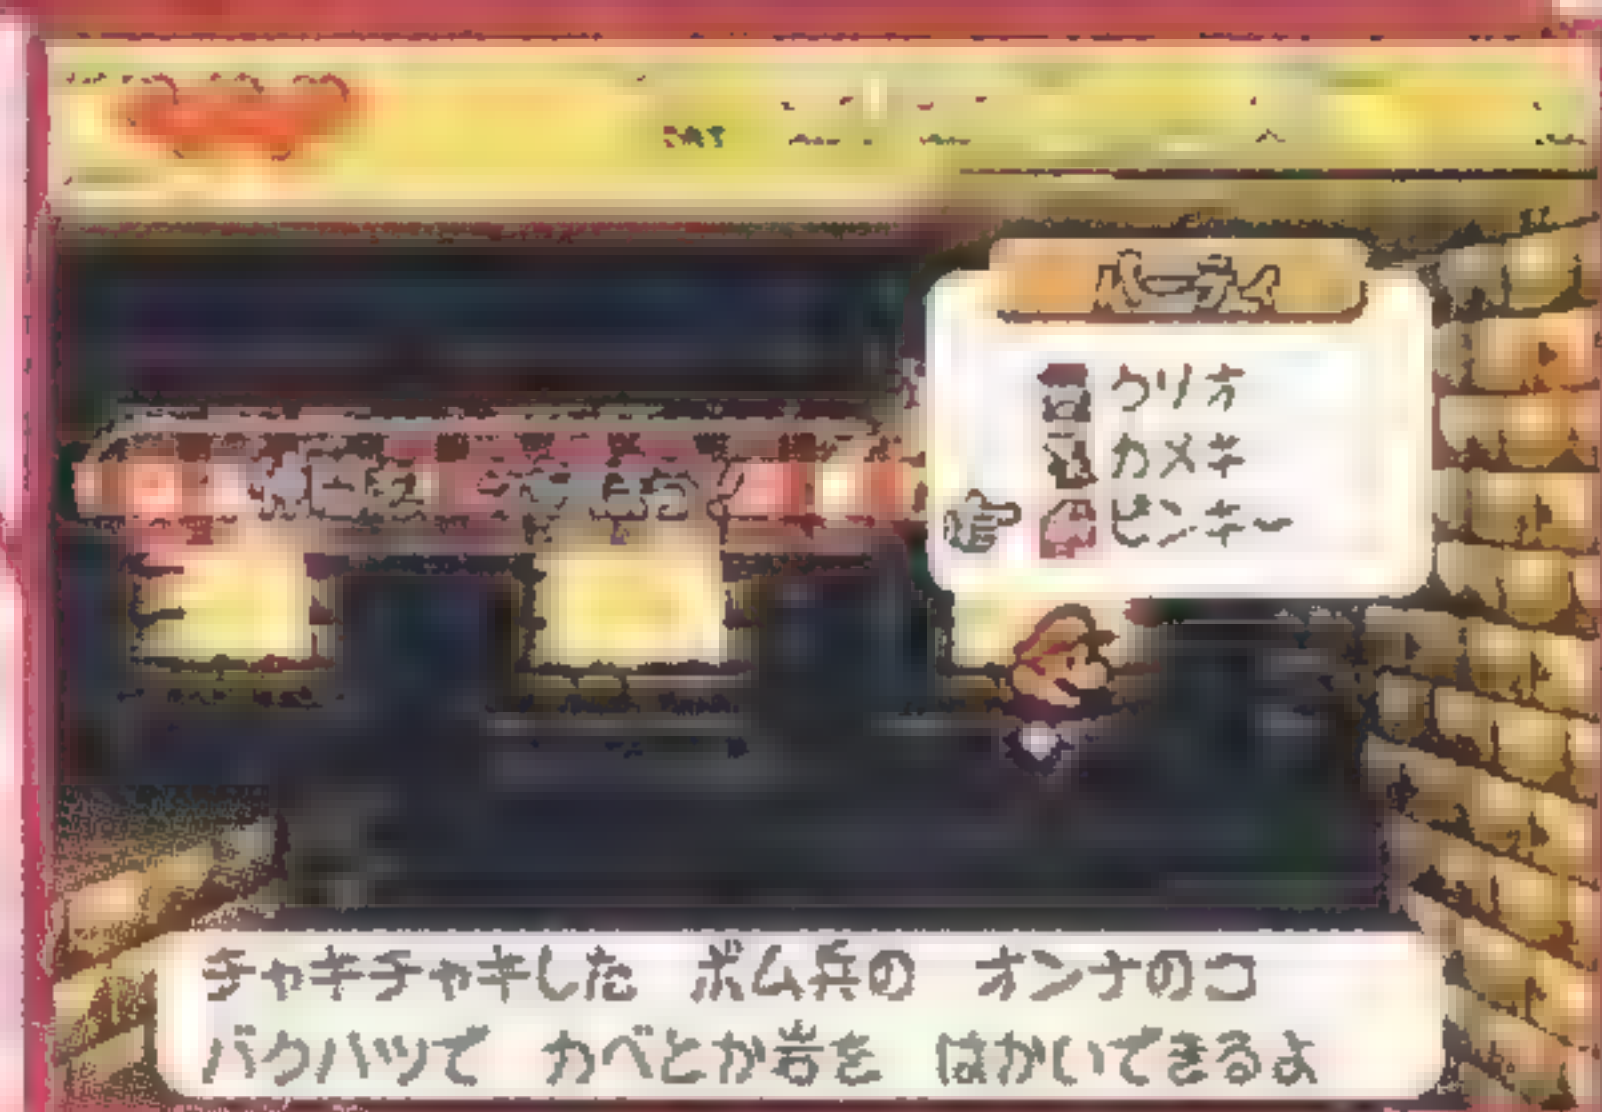 パーティ
クリオ
カメキ
ピンキー
チャキチャキした ボム兵の オンナのコ
バクハツで カベとか岩を はかいできるよ